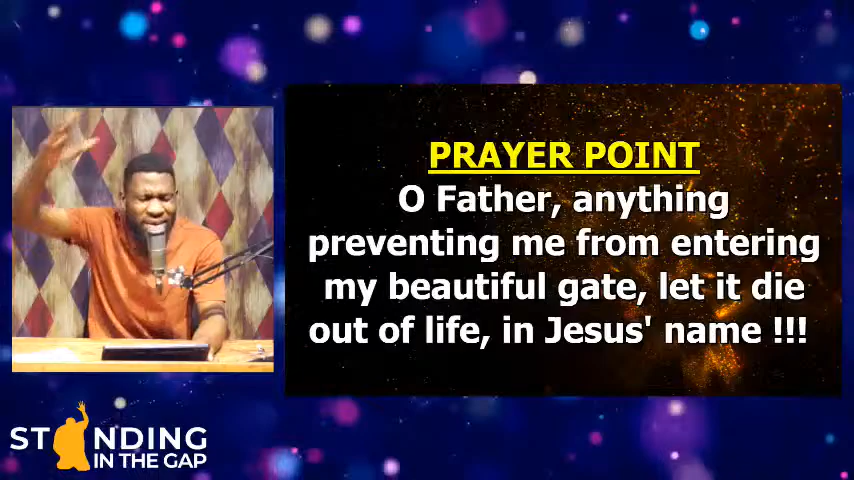 PRAYER POINT
O Father, anything
preventing me from entering
my beautiful gate, let it die
out of life, in Jesus' name !!!
STANDING
IN THE GAP